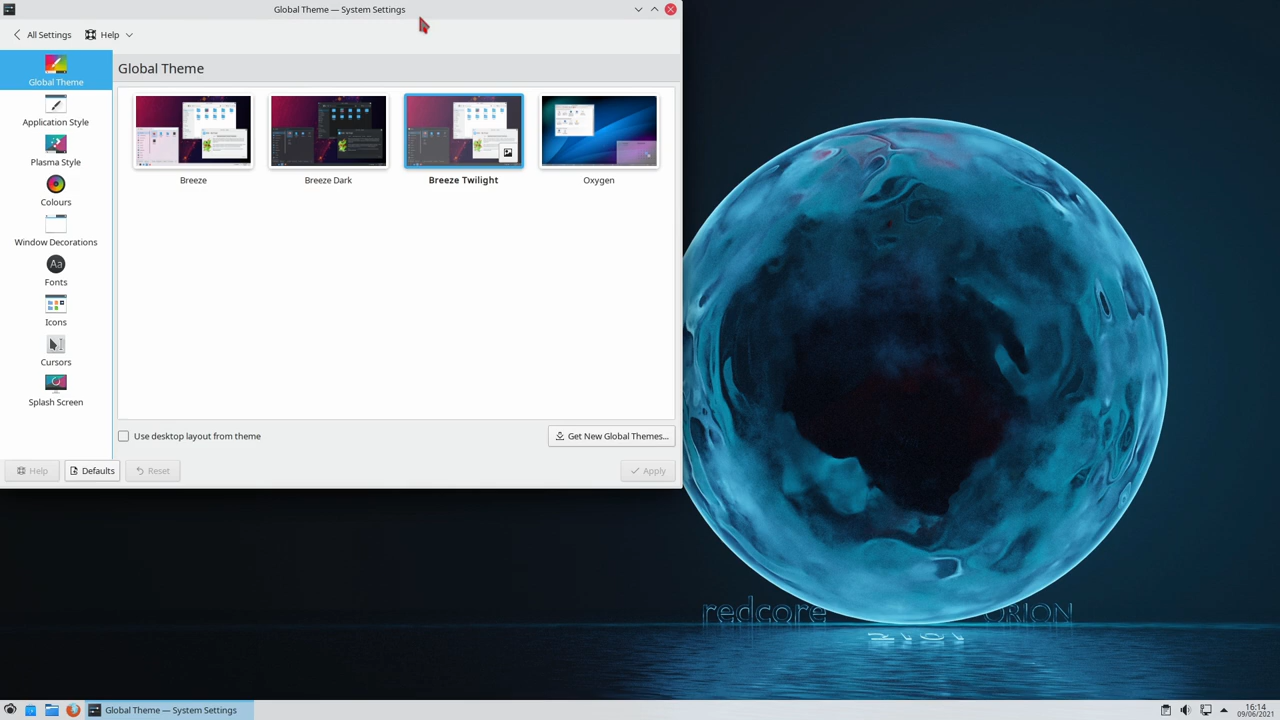 Global Theme — System Settings
All Settings
Help
Global Theme
Application Style
Plasma Style
Colours
Window Decorations
Aa
Fonts
Icons
Cursors
Splash Screen
Global Theme
Breeze
Breeze Dark
Breeze Twilight
Oxygen
Use desktop layout from theme
Get New Global Themes...
Help
Defaults
Reset
Apply
redcore
ORION
2101
Global Theme — System Settings
16:14
09/06/2021